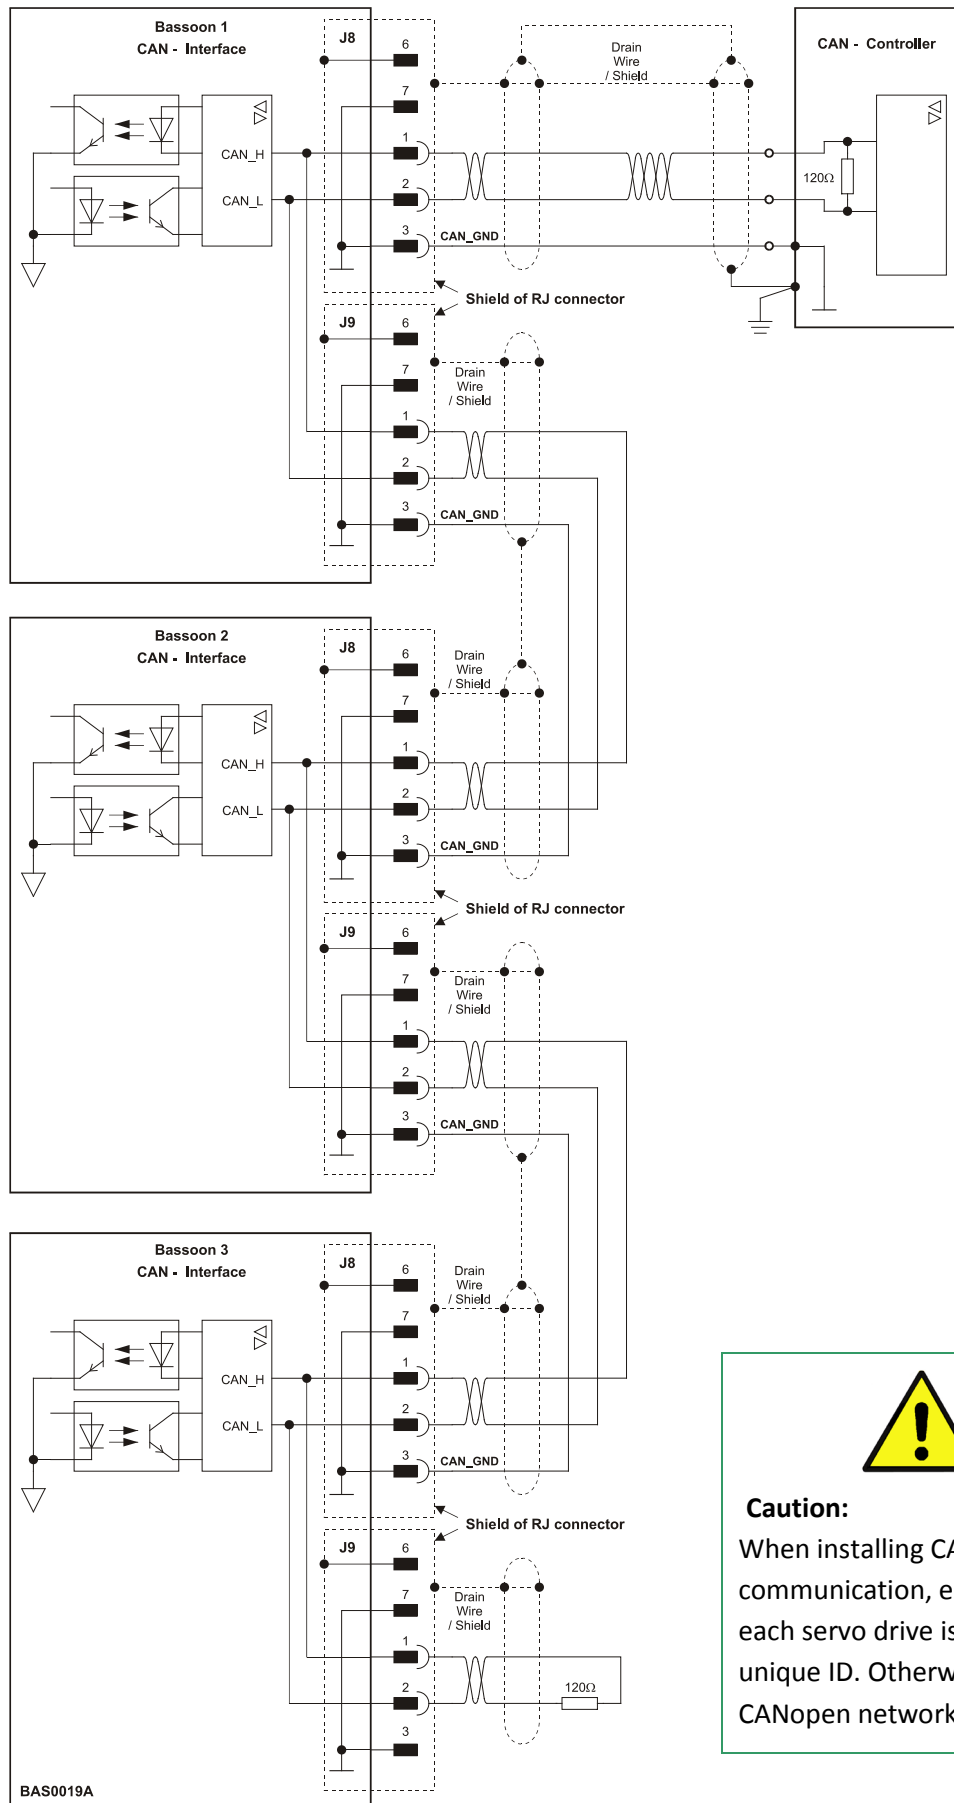 Bassoon 1
CAN - Interface
J8
6
7
1
2
3
CAN_H
CAN_L
CAN_GND
Drain
Wire
/ Shield
CAN - Controller
120Ω
Shield of RJ connector
J9
6
7
1
2
3
Drain
Wire
/ Shield
CAN_GND
Bassoon 2
CAN - Interface
J8
6
7
1
2
3
CAN_H
CAN_L
Drain
Wire
/ Shield
CAN_GND
Shield of RJ connector
J9
6
7
1
2
3
Drain
Wire
/ Shield
CAN_GND
Bassoon 3
CAN - Interface
J8
6
7
1
2
3
CAN_H
CAN_L
Drain
Wire
/ Shield
CAN_GND
Shield of RJ connector
J9
6
7
1
2
3
Drain
Wire
/ Shield
120Ω
BAS0019A
Caution:
When installing
communication,
each servo drive
unique ID.
CANopen network